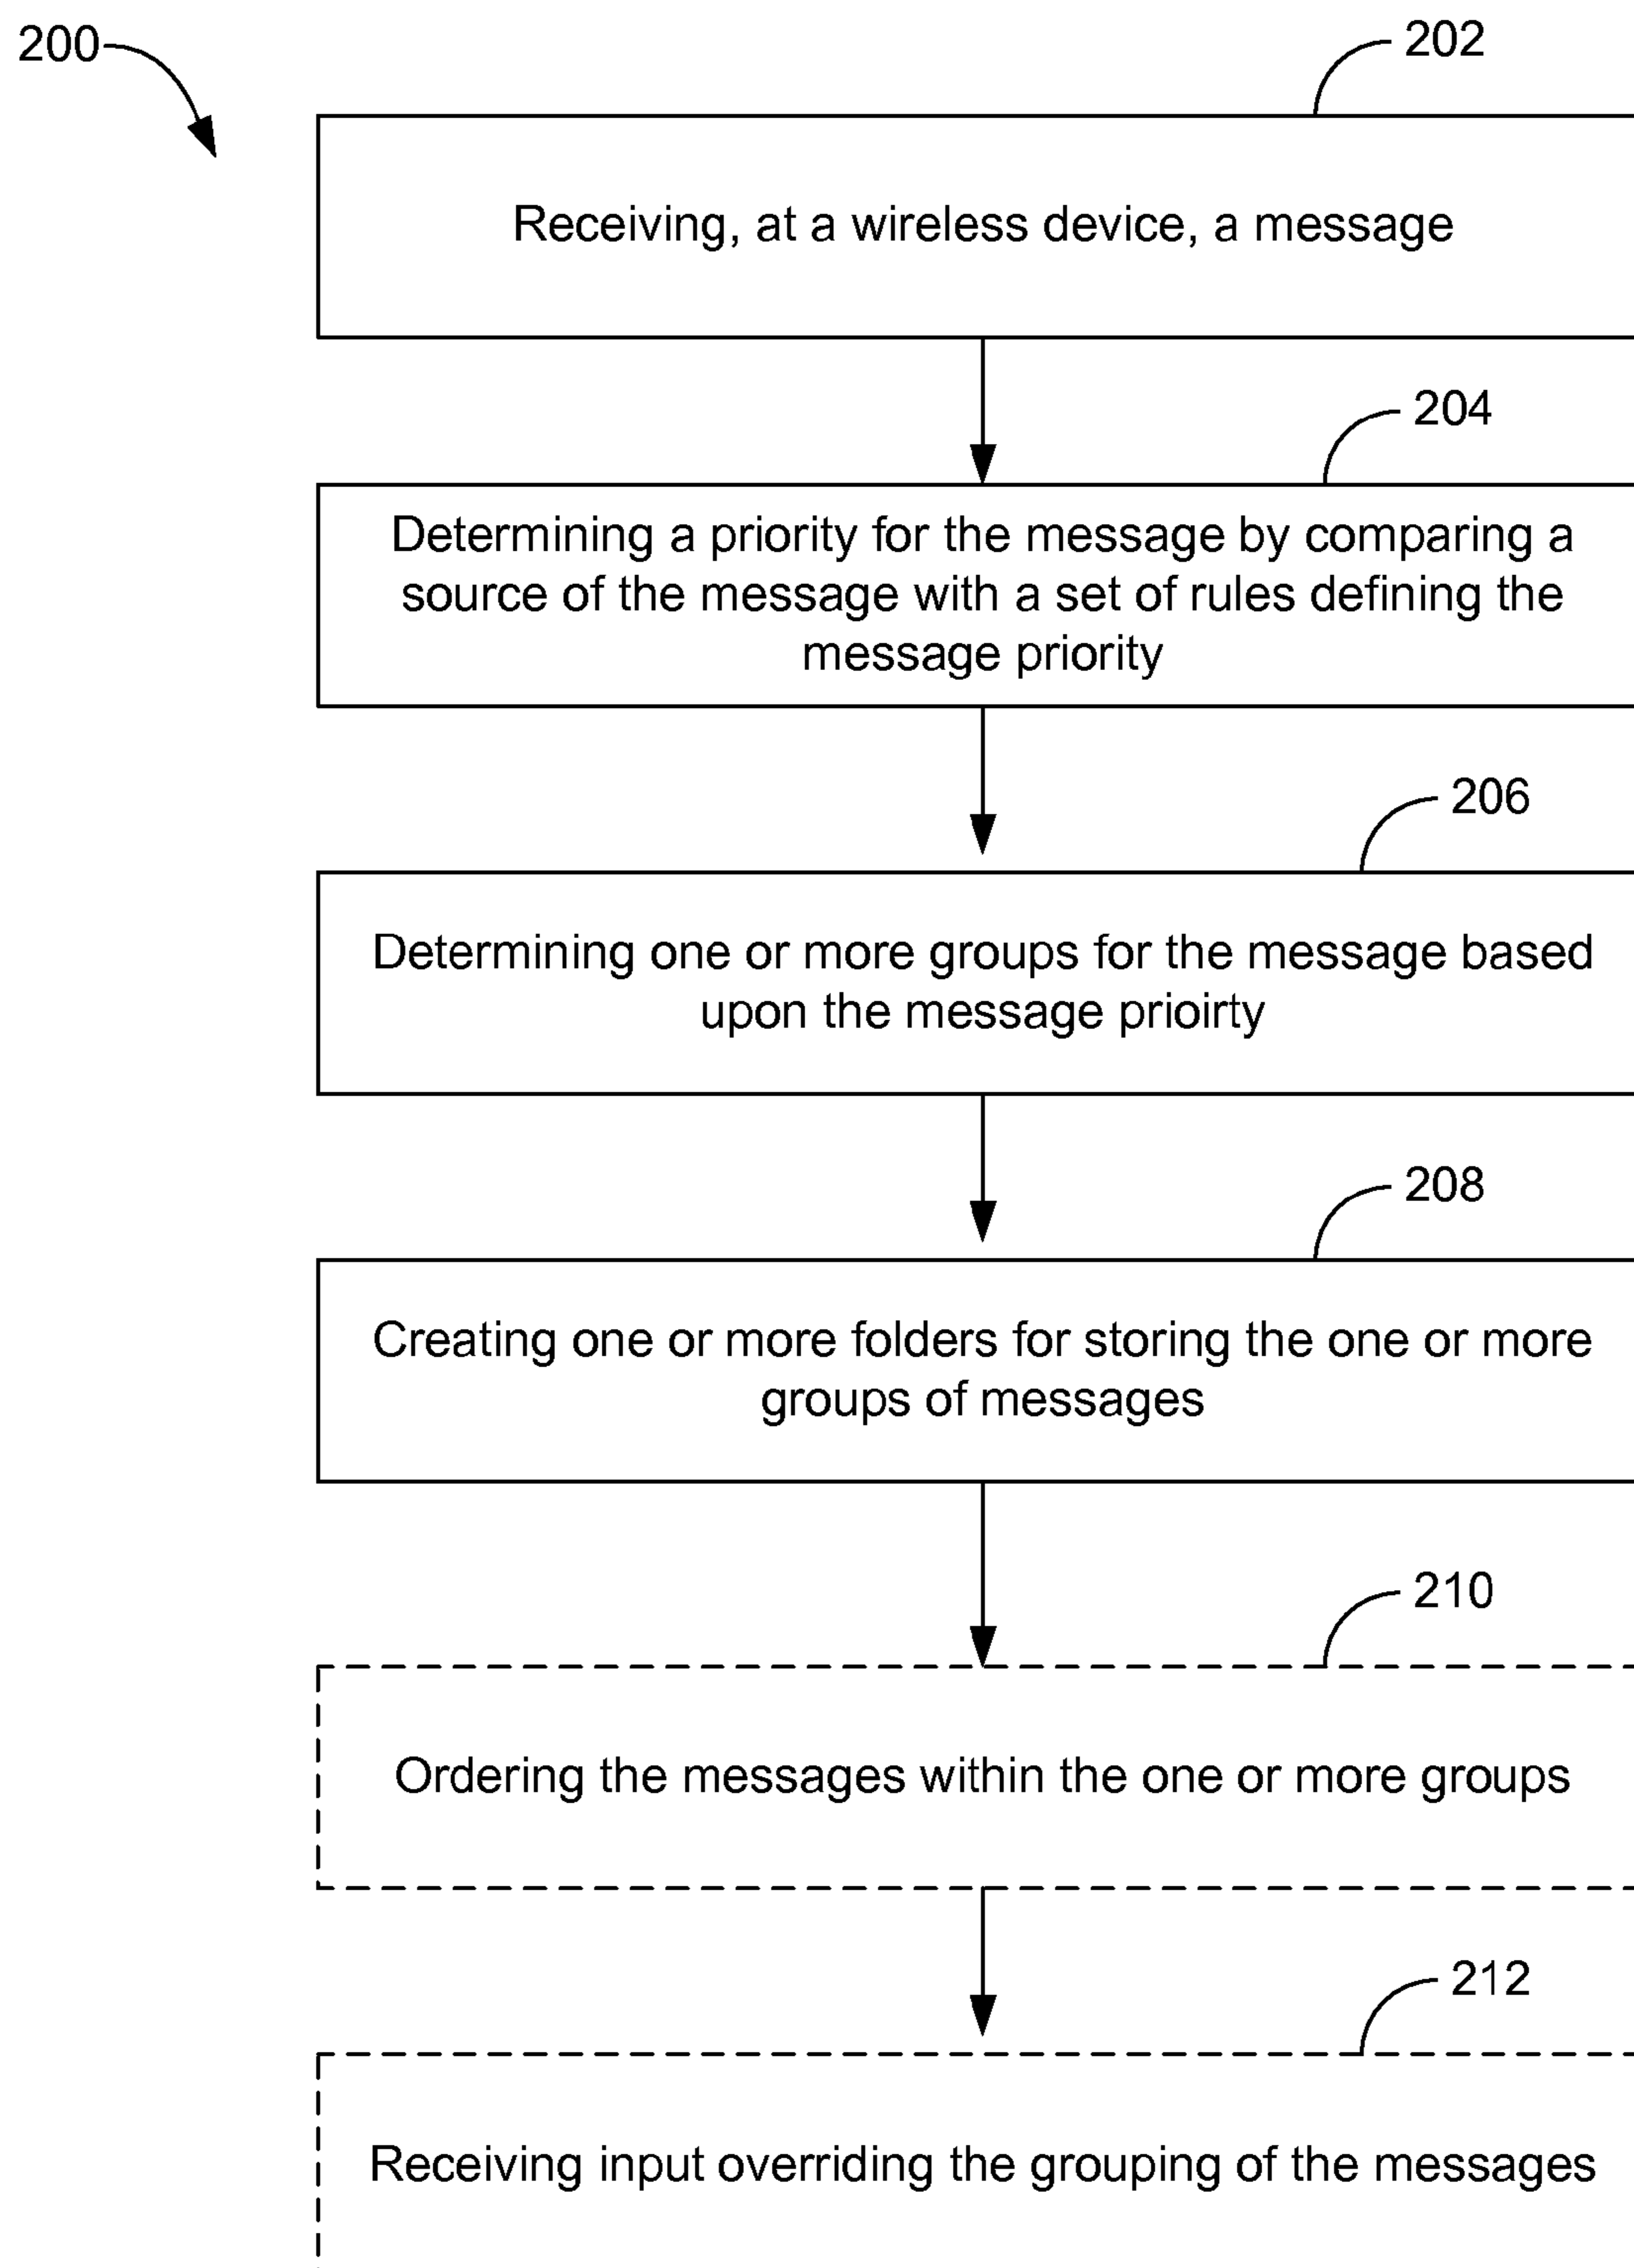 200
202
Receiving, at a wireless device, a message
204
Determining a priority for the message by comparing a
source of the message with a set of rules defining the
message priority
206
Determining one or more groups for the message based
upon the message prioirty
208
Creating one or more folders for storing the one or more
groups of messages
210
Ordering the messages within the one or more groups
212
Receiving input overriding the grouping of the messages